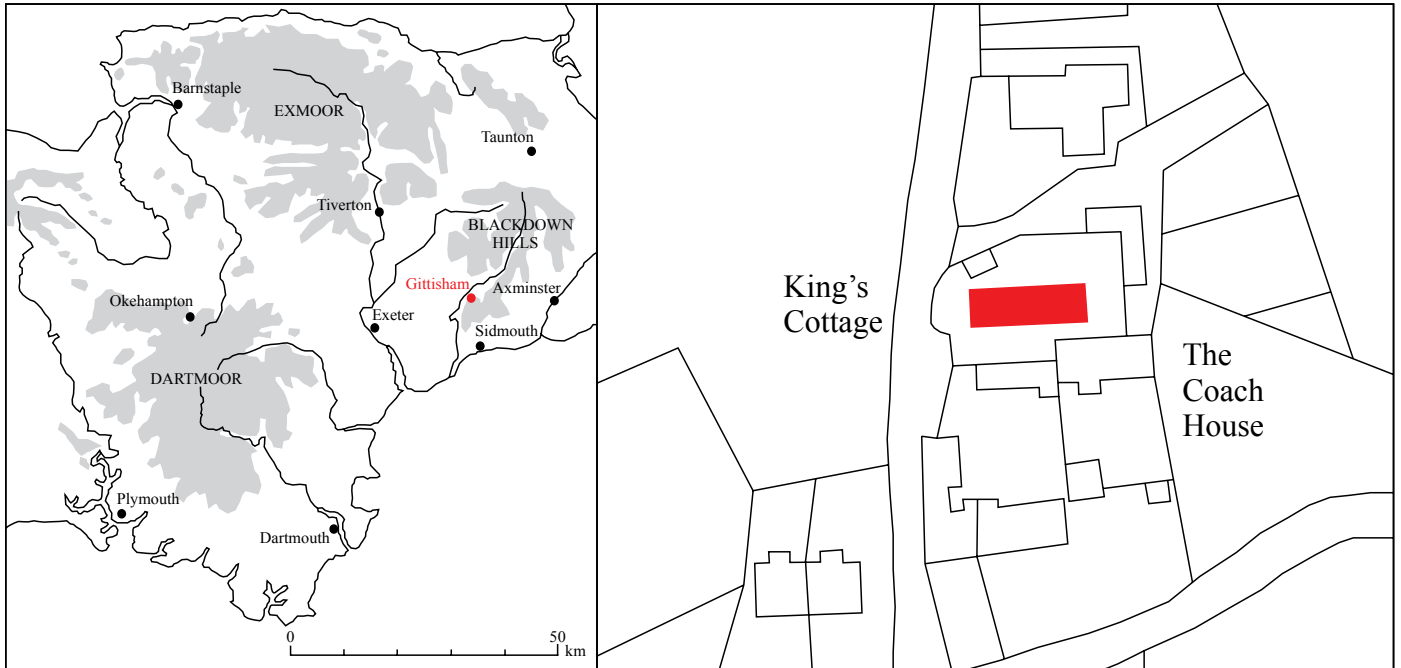 Barnstaple
EXMOOR
Taunton
Tiverton
BLACKDOWN
HILLS
Gittisham
Axminster
Okehampton
Exeter
Sidmouth
DARTMOOR
Plymouth
Dartmouth
0
50
km
King’s
Cottage
The
Coach
House